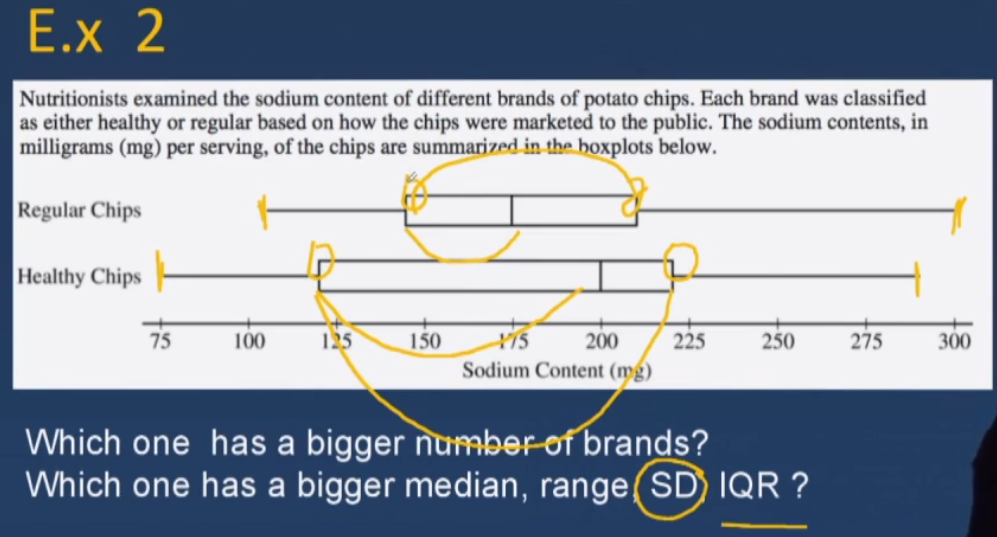 E.x 2
Nutritionists examined the sodium content of different brands of potato chips. Each brand was classified
as either healthy or regular based on how the chips were marketed to the public. The sodium contents, in
milligrams (mg) per serving, of the chips are summarized in the boxplots below.
Regular Chips
Healthy Chips
75 100 125 150 175 200 225 250 275 300
Sodium Content (mg)
Which one has a bigger number of brands?
Which one has a bigger median, range, SD, IQR ?